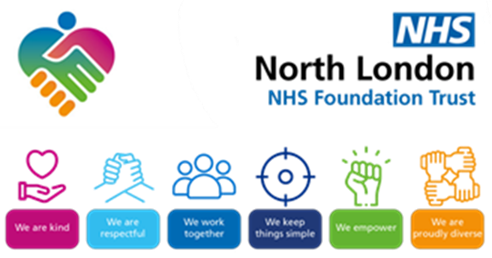 NHS
North London
NHS Foundation Trust
We are kind
We are
respectful
We work
together
We keep
things simple
We empower
We are
proudly diverse